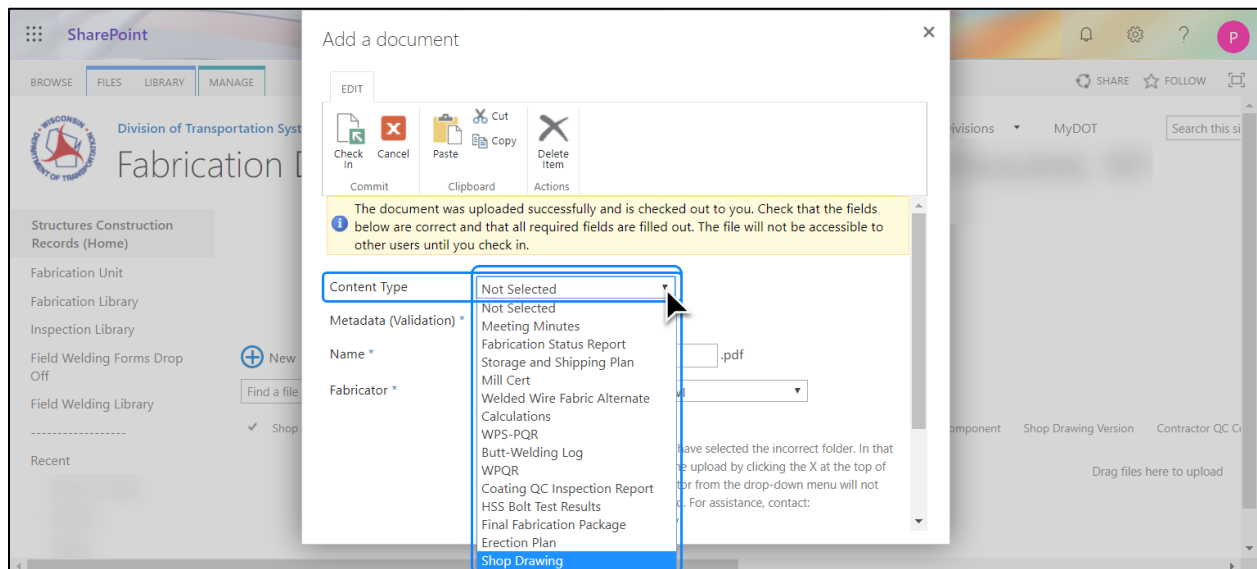 SharePoint
P
BROWSE
FILES
LIBRARY
MANAGE
SHARE
FOLLOW
WISCONSIN
DEPARTMENT OF TRANSPORTATION
Division of Transportation Syst
Fabrication D
ivisions
MyDOT
Search this si
Structures Construction
Records (Home)
Fabrication Unit
Fabrication Library
Inspection Library
Field Welding Forms Drop
Off
Field Welding Library
------------------
Recent
New
Find a file
Shop
omponent
Shop Drawing Version
Contractor QC C
Drag files here to upload
Add a document
EDIT
Check
In
Cancel
Paste
Cut
Copy
Delete
Item
Commit
Clipboard
Actions
The document was uploaded successfully and is checked out to you. Check that the fields
below are correct and that all required fields are filled out. The file will not be accessible to
other users until you check in.
Content Type
Not Selected
Metadata (Validation) *
Name *
.pdf
Fabricator *
Not Selected
Meeting Minutes
Fabrication Status Report
Storage and Shipping Plan
Mill Cert
Welded Wire Fabric Alternate
Calculations
WPS-PQR
Butt-Welding Log
WPQR
Coating QC Inspection Report
HSS Bolt Test Results
Final Fabrication Package
Erection Plan
Shop Drawing
have selected the incorrect folder. In that
e upload by clicking the X at the top of
tor from the drop-down menu will not
d. For assistance, contact: